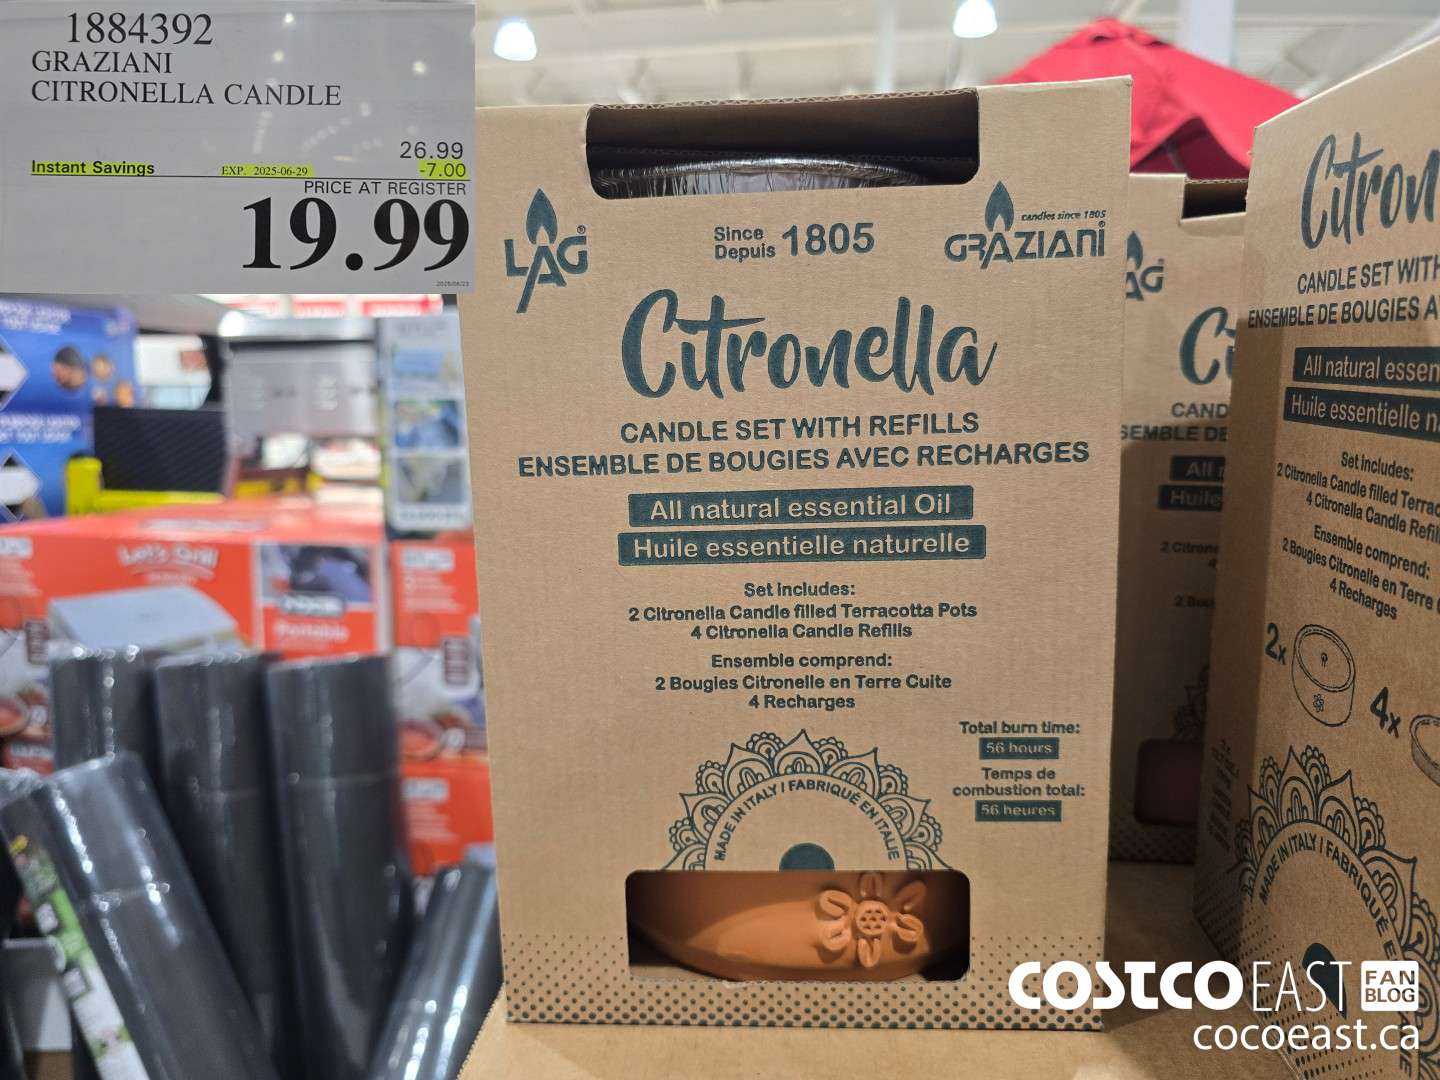 1884392
GRAZIANI
CITRONELLA CANDLE
26.99
Instant Savings EXP. 2025-06-29 -7.00
PRICE AT REGISTER
19.99
LAG®
Since
Depuis 1805
candles since 1805
GRAZIANI
Citronella
CANDLE SET WITH REFILLS
ENSEMBLE DE BOUGIES AVEC RECHARGES
All natural essential Oil
Huile essentielle naturelle
Set includes:
2 Citronella Candle filled Terracotta Pots
4 Citronella Candle Refills
Ensemble comprend:
2 Bougies Citronelle en Terre Cuite
4 Recharges
Total burn time:
56 hours
Temps de
combustion total:
56 heures
MADE IN ITALY | FABRIQUÉ EN ITALIE
CANDLE SET WITH
ENSEMBLE DE BOUGIES
All natural
Huile essentielle
Set includes:
2 Citronella Candle filled
4 Citronella Candle
Ensemble comprend:
2 Bougies Citronelle en Terre
4 Recharges
2x
4x
MADE IN ITALY | FABRIQUÉ EN
Let's Grill
Portable
COSTCO EAST FAN
BLOG
cocoeast.ca